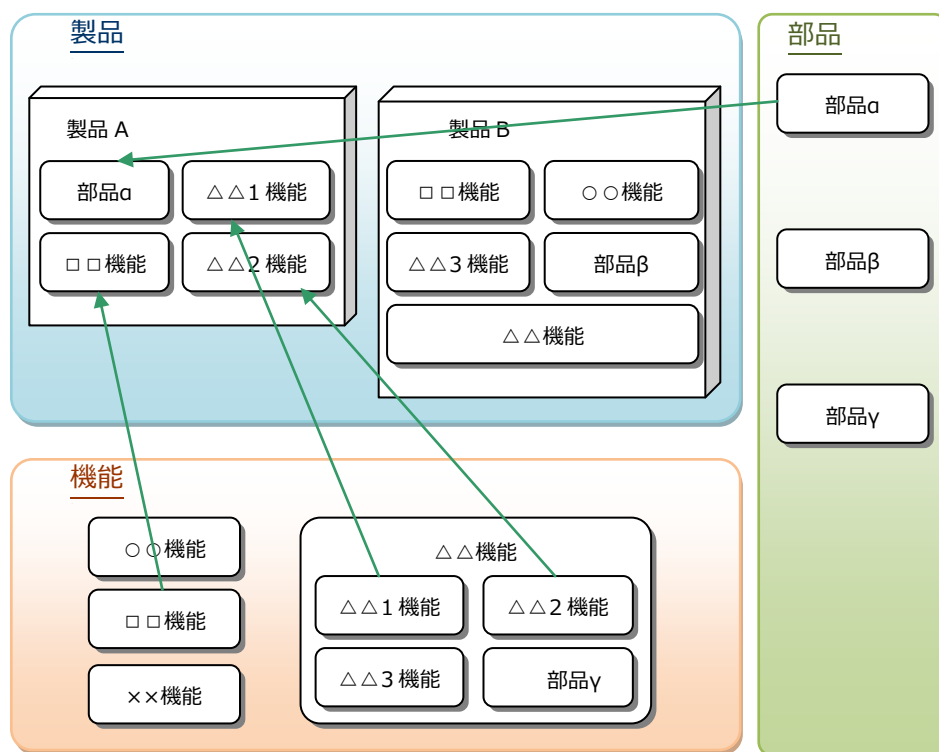 製品
製品 A
部品α
△△1 機能
□□機能
△△2 機能
製品 B
□□機能
○○機能
△△3 機能
部品β
△△機能
部品
部品α
部品β
部品γ
機能
○○機能
□□機能
××機能
△△機能
△△1 機能
△△2 機能
△△3 機能
部品γ